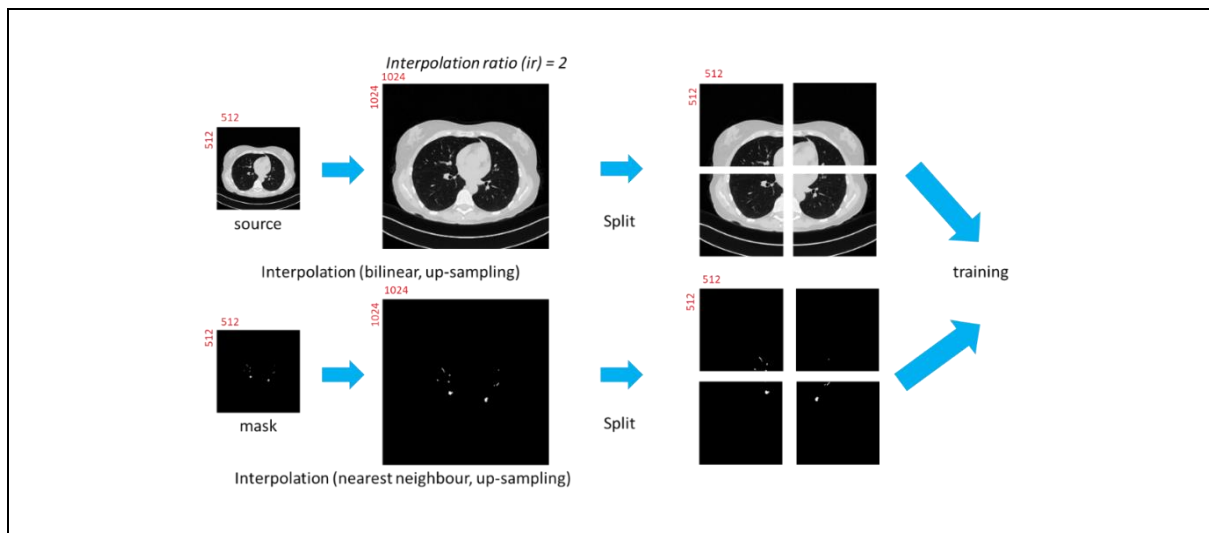 Interpolation ratio (ir) = 2
1024
1024
512
512
source
Interpolation (bilinear, up-sampling)
512
512
Split
training
1024
1024
512
512
mask
Interpolation (nearest neighbour, up-sampling)
512
512
Split